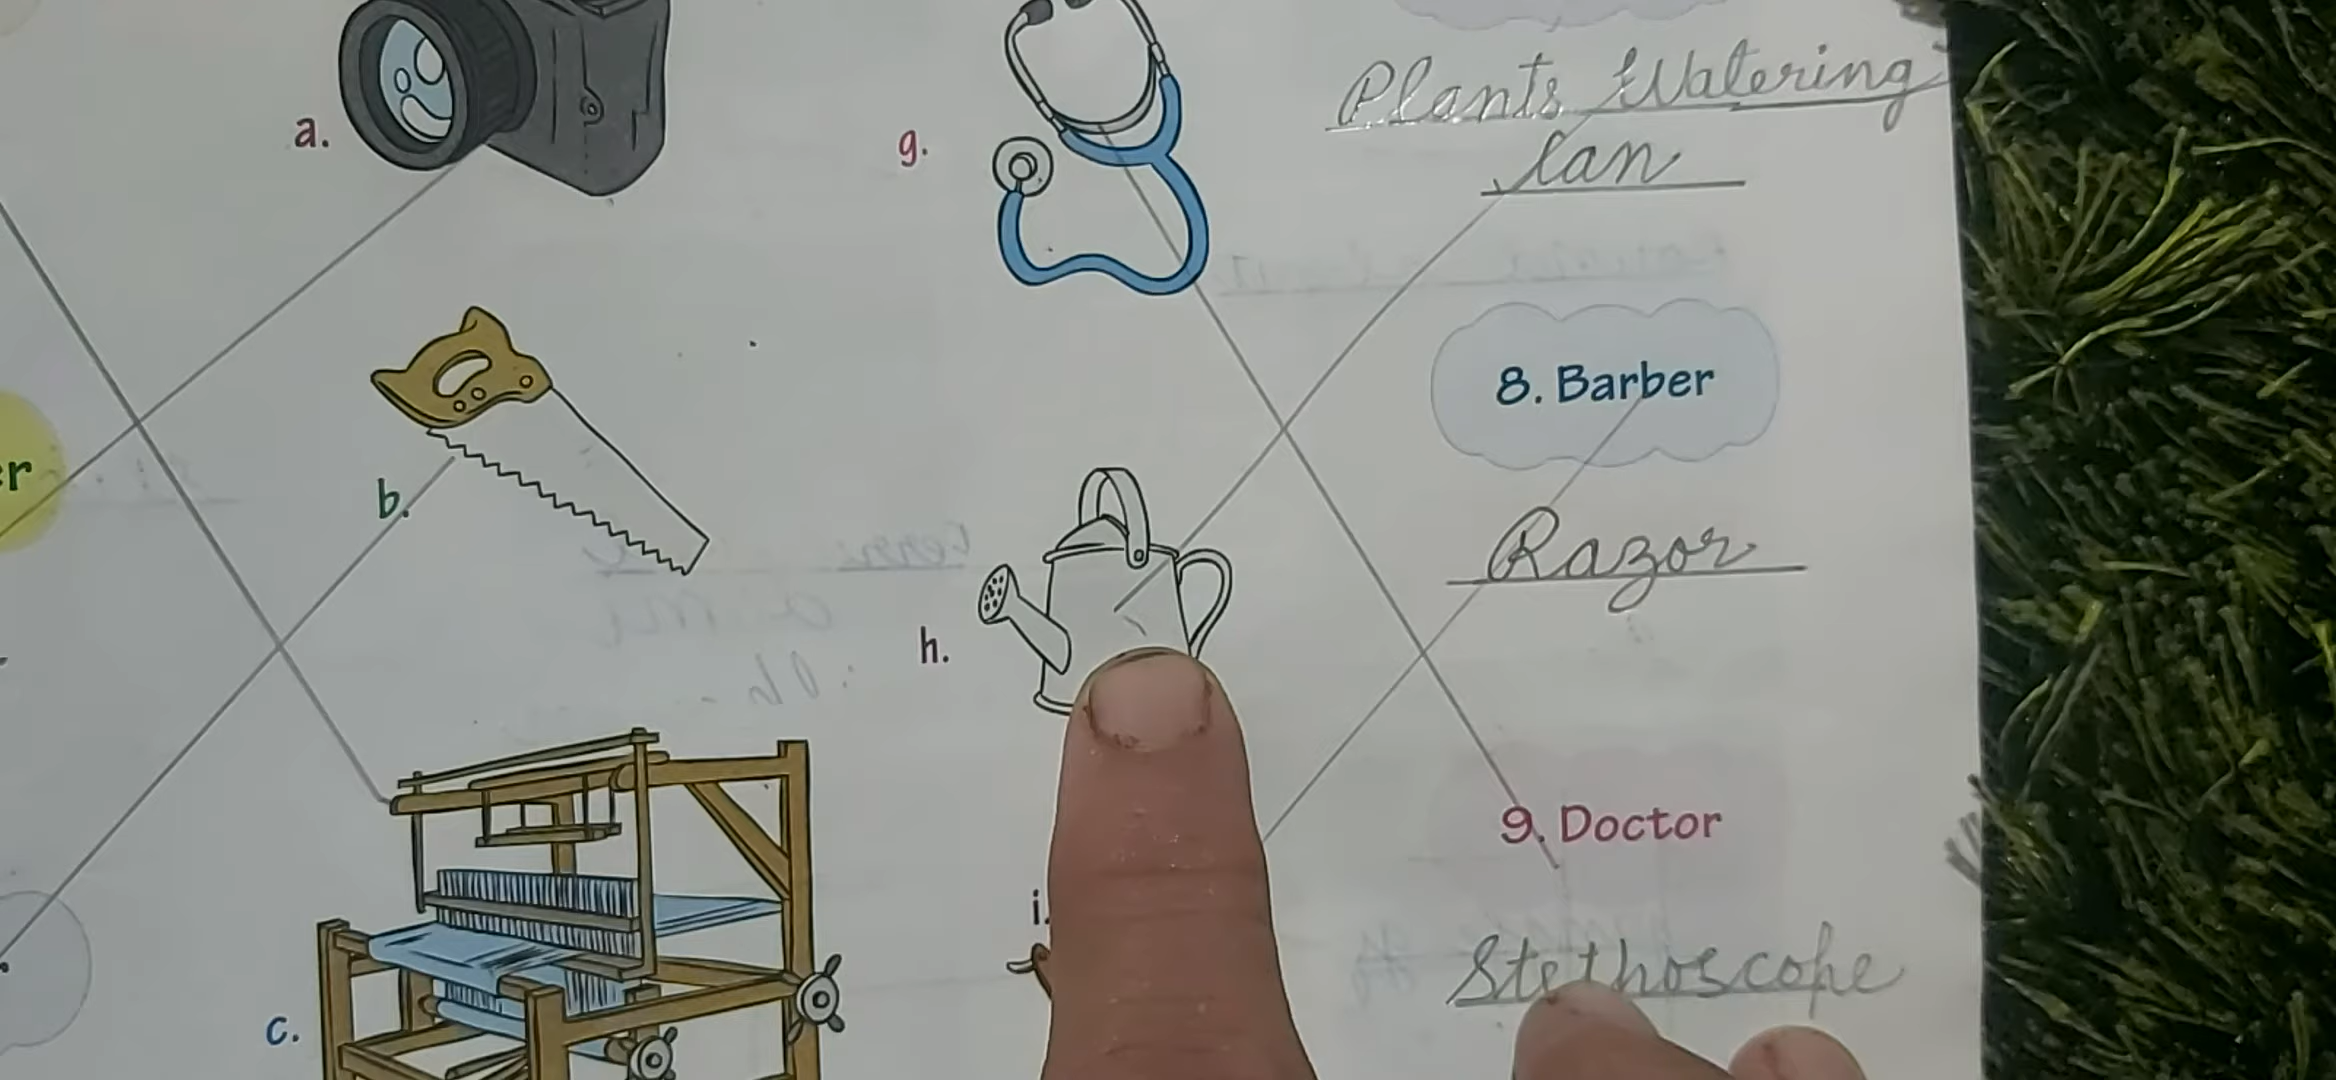 a.
g.
Plants Watering
Can
b.
8. Barber
Razor
h.
9. Doctor
i.
Stethoscope
c.